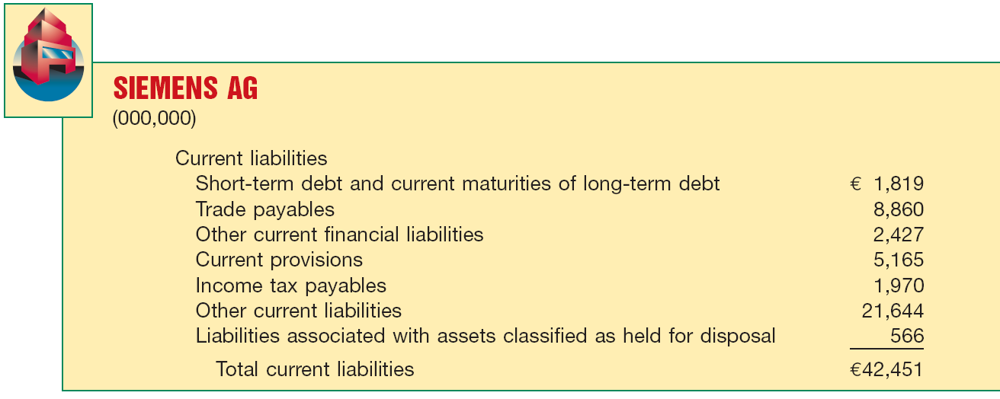 SIEMENS AG
(000,000)
Current liabilities
Short-term debt and current maturities of long-term debt € 1,819
Trade payables 8,860
Other current financial liabilities 2,427
Current provisions 5,165
Income tax payables 1,970
Other current liabilities 21,644
Liabilities associated with assets classified as held for disposal 566
Total current liabilities €42,451